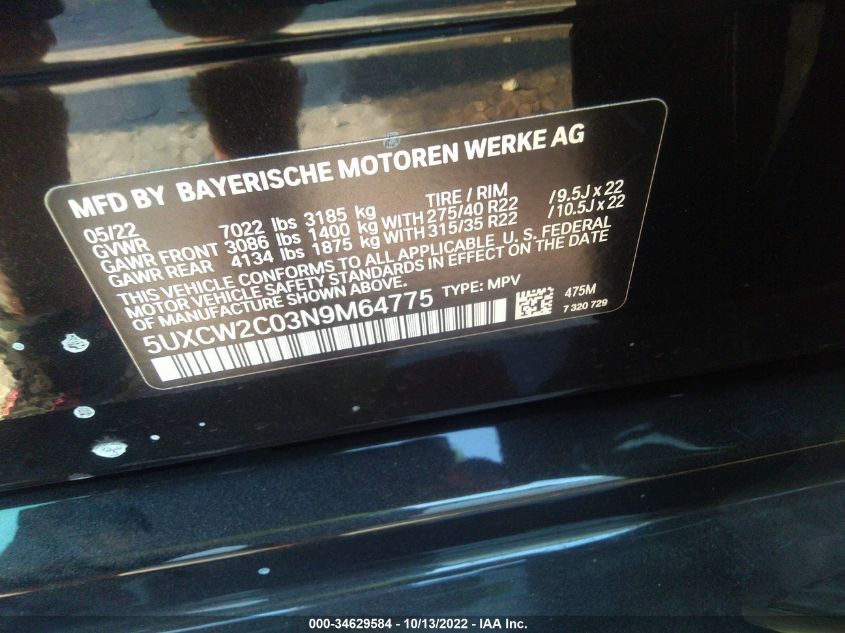 MFD BY BAYERISCHE MOTOREN WERKE AG
05/22 TIRE / RIM
GVWR 7022 lbs 3185 kg
GAWR FRONT 3086 lbs 1400 kg WITH 275/40 R22 /9.5J x 22
GAWR REAR 4134 lbs 1875 kg WITH 315/35 R22 /10.5J x 22
THIS VEHICLE CONFORMS TO ALL APPLICABLE U. S. FEDERAL
MOTOR VEHICLE SAFETY STANDARDS IN EFFECT ON THE DATE
OF MANUFACTURE SHOWN ABOVE.
5UXCW2C03N9M64775 TYPE: MPV 475M
7 320 729
000-34629584 - 10/13/2022 - IAA Inc.